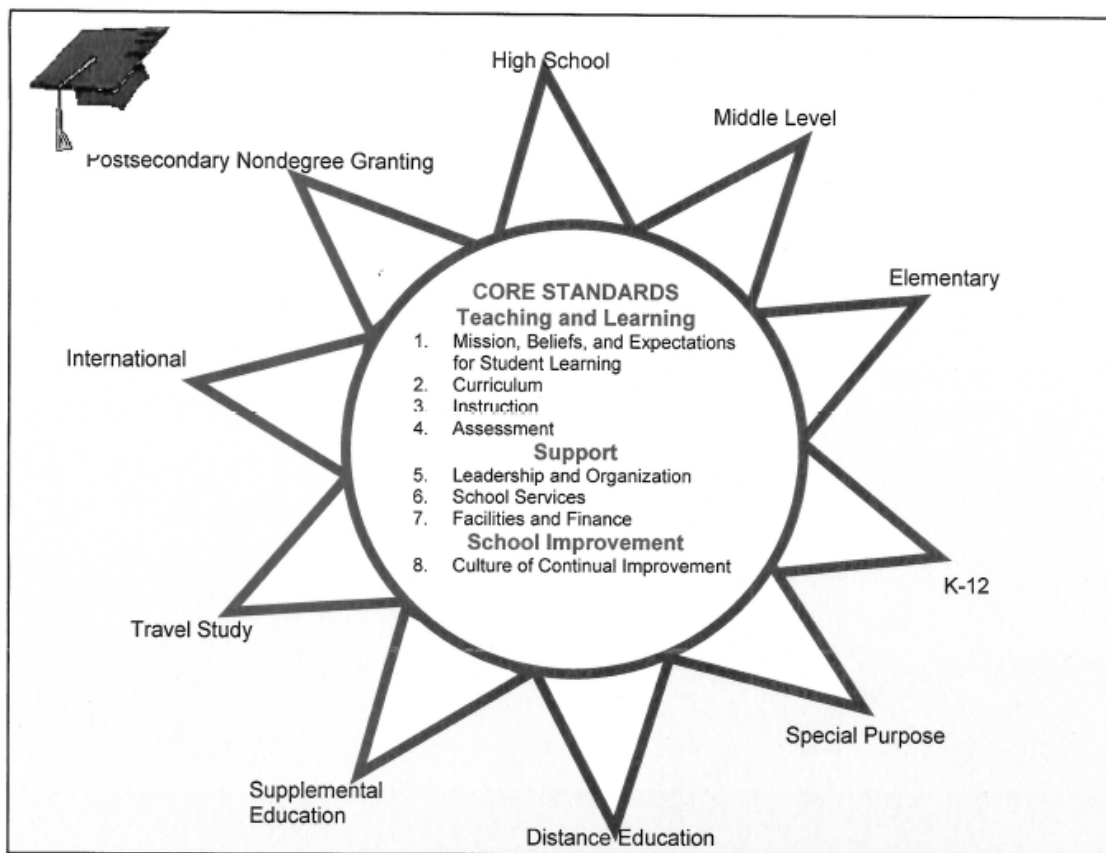 High School
Middle Level
Postsecondary Nondegree Granting
Elementary
International
CORE STANDARDS
Teaching and Learning
1. Mission, Beliefs, and Expectations
for Student Learning
2. Curriculum
3. Instruction
4. Assessment
Support
5. Leadership and Organization
6. School Services
7. Facilities and Finance
School Improvement
8. Culture of Continual Improvement
K-12
Travel Study
Special Purpose
Supplemental
Education
Distance Education